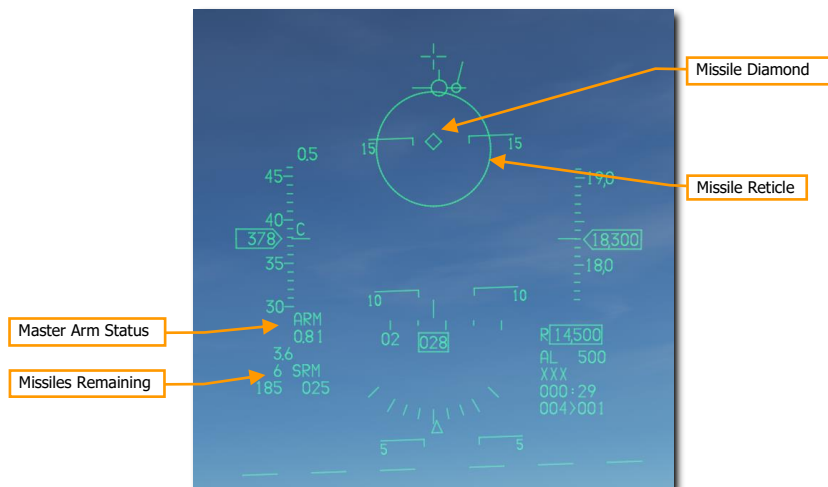 Missile Diamond
15
15
0.5
45
19,0
Missile Reticle
40
C
378
18,300
35
18,0
30
10
10
Master Arm Status
ARM
0.81
02
028
R 14,500
3.6
AL 500
Missiles Remaining
6 SRM
XXX
185 025
000:29
004>001
5
5